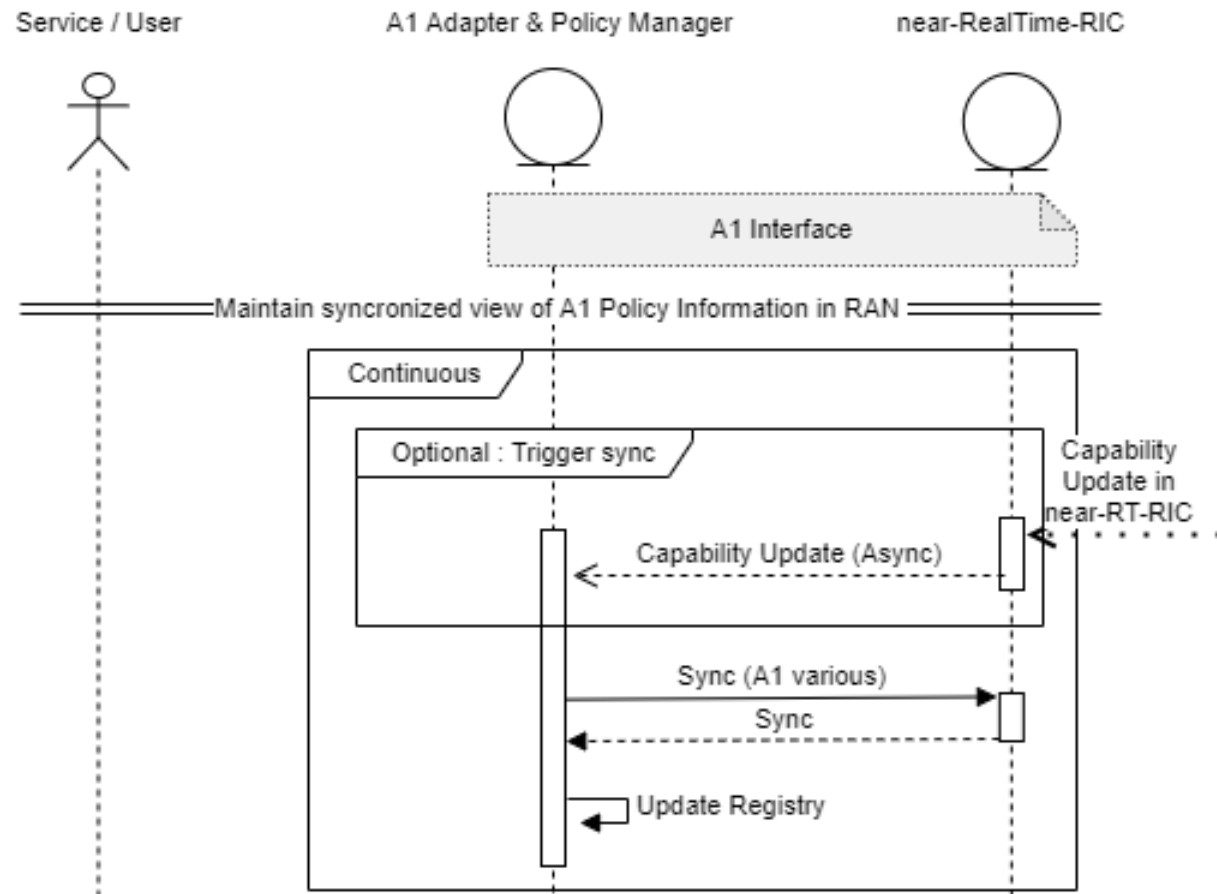 Service / User
A1 Adapter & Policy Manager
near-RealTime-RIC
A1 Interface
Maintain syncronized view of A1 Policy Information in RAN
Continuous
Optional : Trigger sync
Capability
Update in
near-RT-RIC
Capability Update (Async)
Sync (A1 various)
Sync
Update Registry